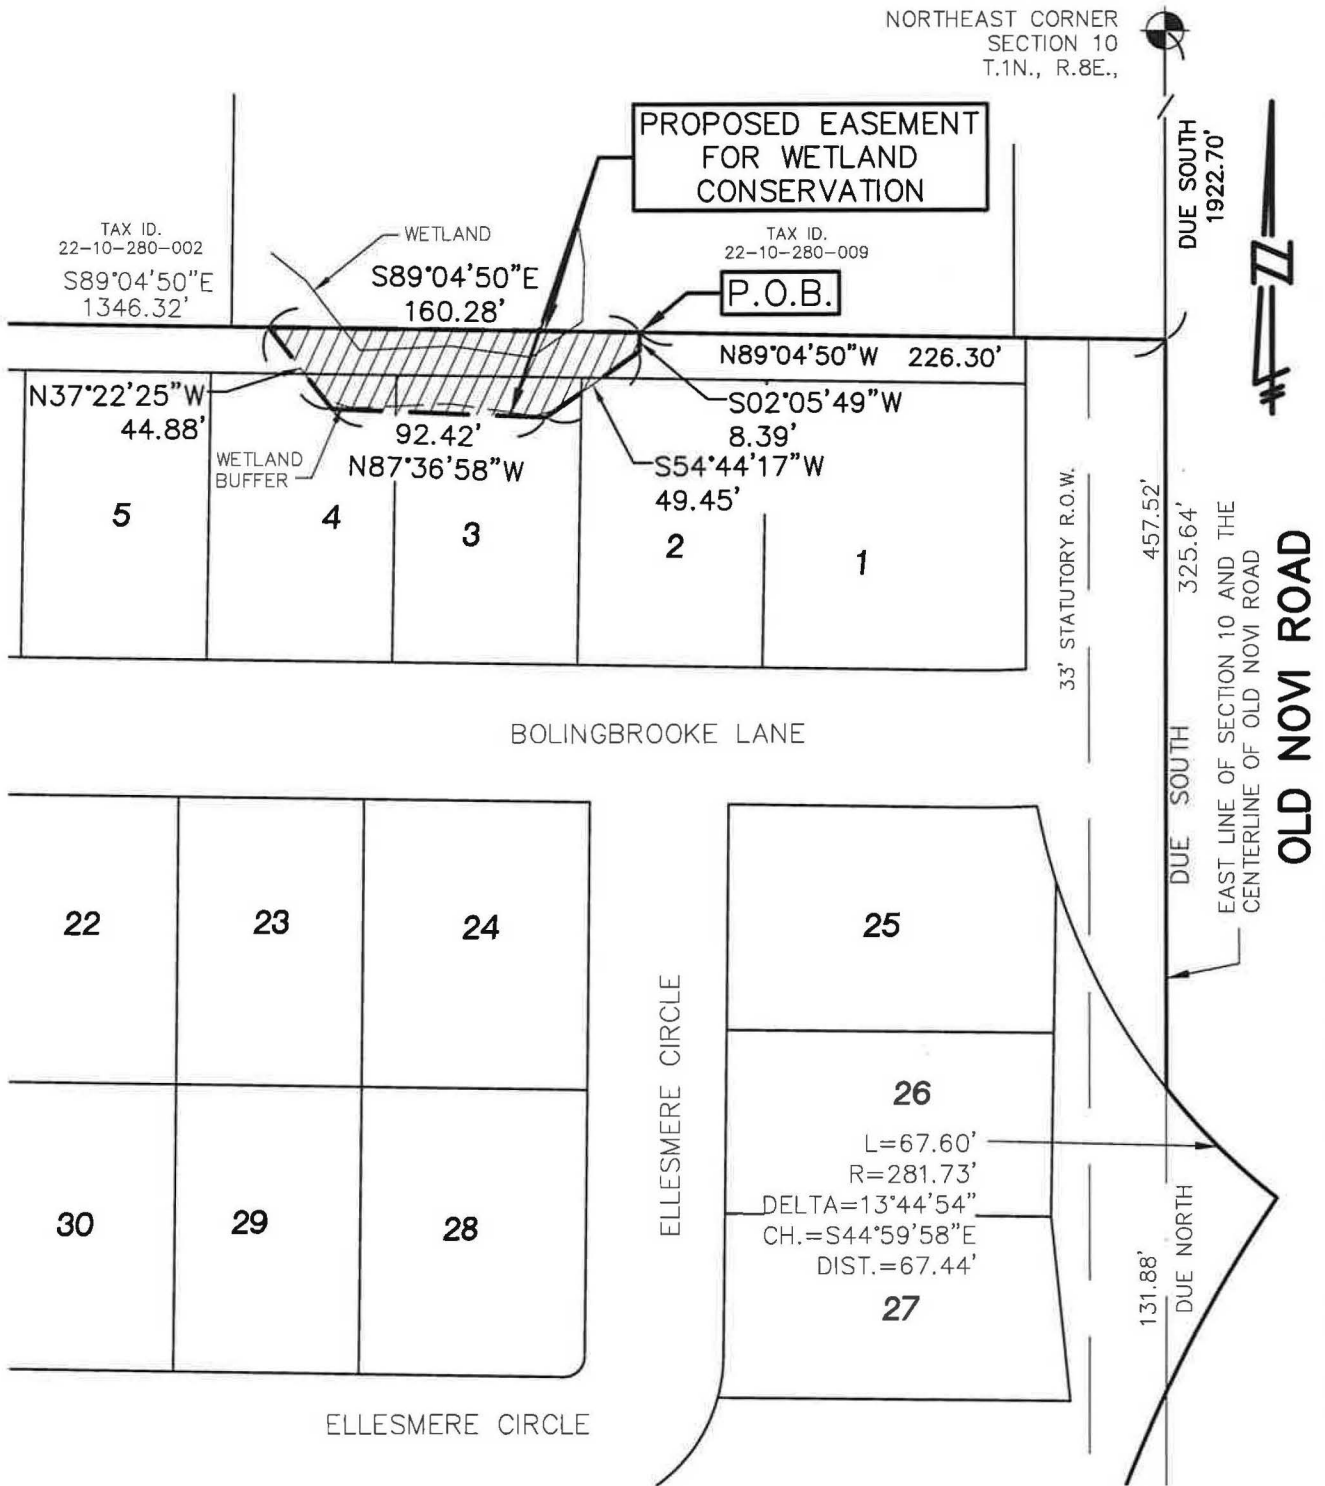 NORTHEAST CORNER
SECTION 10
T.1N., R.8E.,
DUE SOUTH
1922.70'
PROPOSED EASEMENT
FOR WETLAND
CONSERVATION
TAX ID.
22-10-280-002
S89°04'50"E
1346.32'
WETLAND
S89°04'50"E
160.28'
TAX ID.
22-10-280-009
P.O.B.
N89°04'50"W 226.30'
N37°22'25"W
44.88'
S02°05'49"W
8.39'
92.42'
N87°36'58"W
S54°44'17"W
49.45'
WETLAND
BUFFER
5
4
3
2
1
33' STATUTORY R.O.W.
457.52'
325.64'
DUE SOUTH
EAST LINE OF SECTION 10 AND THE
CENTERLINE OF OLD NOVI ROAD
OLD NOVI ROAD
BOLINGBROOKE LANE
22
23
24
25
ELLESMERE CIRCLE
26
L=67.60'
R=281.73'
DELTA=13°44'54"
CH.=S44°59'58"E
DIST.=67.44'
30
29
28
27
131.88'
DUE NORTH
ELLESMERE CIRCLE